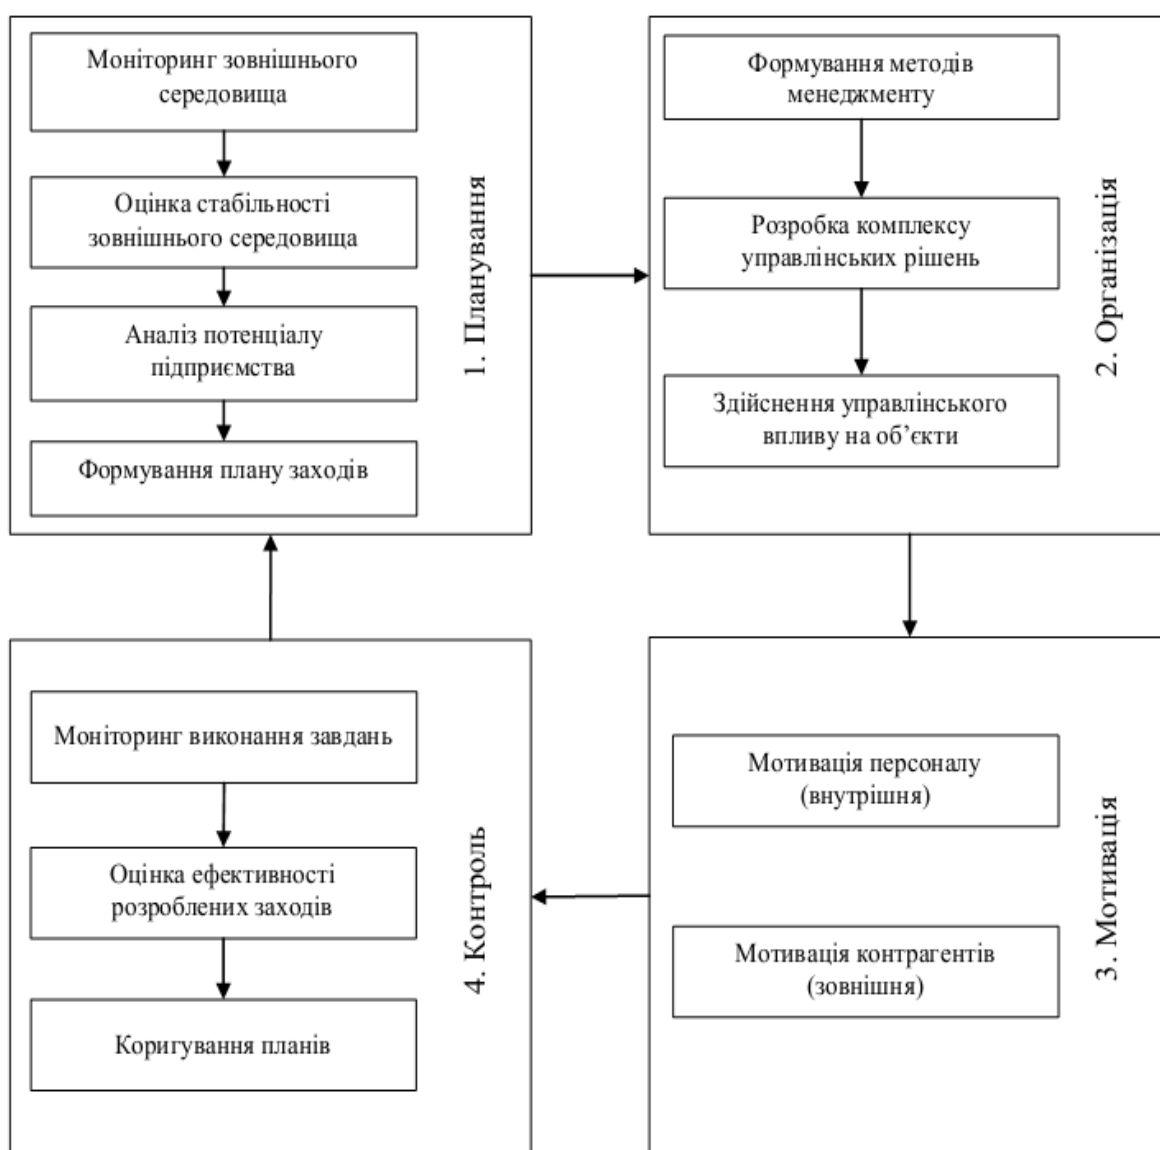 Моніторинг зовнішнього
середовища
Оцінка стабільності
зовнішнього середовища
Аналіз потенціалу
підприємства
Формування плану заходів
1. Планування
Формування методів
менеджменту
Розробка комплексу
управлінських рішень
Здійснення управлінського
впливу на об’єкти
2. Організація
Мотивація персоналу
(внутрішня)
Мотивація контрагентів
(зовнішня)
3. Мотивація
Моніторинг виконання завдань
Оцінка ефективності
розроблених заходів
Коригування планів
4. Контроль